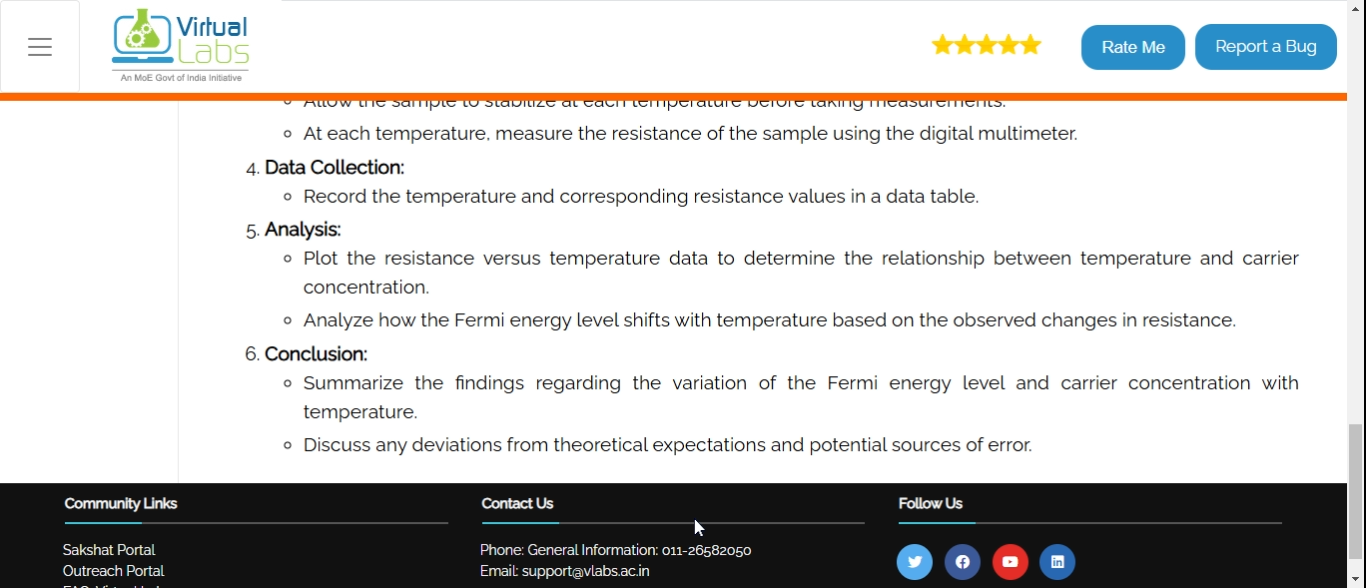 Virtual
Labs
An MoE Govt of India Initiative
Rate Me
Report a Bug
Allow the sample to stabilize at each temperature before taking measurements.
At each temperature, measure the resistance of the sample using the digital multimeter.
4. Data Collection:
Record the temperature and corresponding resistance values in a data table.
5. Analysis:
Plot the resistance versus temperature data to determine the relationship between temperature and carrier
concentration.
Analyze how the Fermi energy level shifts with temperature based on the observed changes in resistance.
6. Conclusion:
Summarize the findings regarding the variation of the Fermi energy level and carrier concentration with
temperature.
Discuss any deviations from theoretical expectations and potential sources of error.
Community Links
Sakshat Portal
Outreach Portal
Contact Us
Phone: General Information: 011-26582050
Email: support@vlabs.ac.in
Follow Us